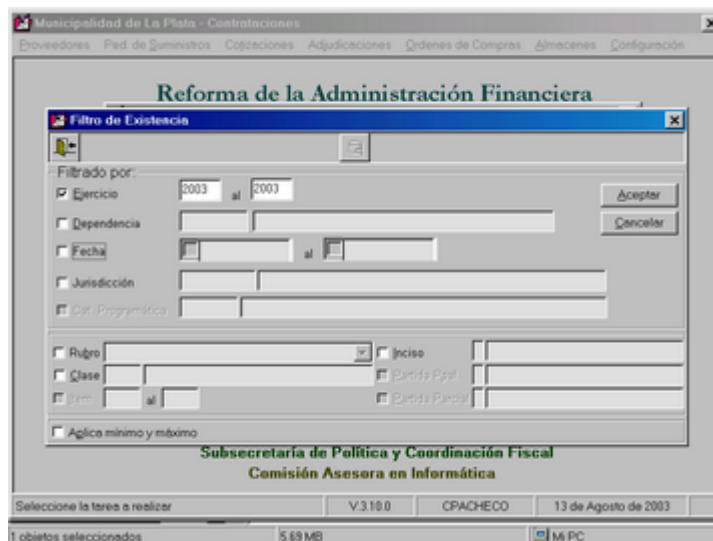 Municipalidad de La Plata - Contrataciones
Proveedores Ped. de Suministros Cotizaciones Adjudicaciones Ordenes de Compras Almacenes Configuración
Reforma de la Administración Financiera
Filtro de Existencia
Filtrado por:
Ejercicio 2003 al 2003 Aceptar
Dependencia Cancelar
Fecha al
Jurisdicción
Cat. Programática
Rubro Inciso
Clase Partida Ppal
Item al Partida Parcial
Aplica mínimo y máximo
Subsecretaría de Política y Coordinación Fiscal
Comisión Asesora en Informática
Seleccione la tarea a realizar V.3.10.0 CPACHECO 13 de Agosto de 2003
1 objetos seleccionados 5,69 MB Mi PC